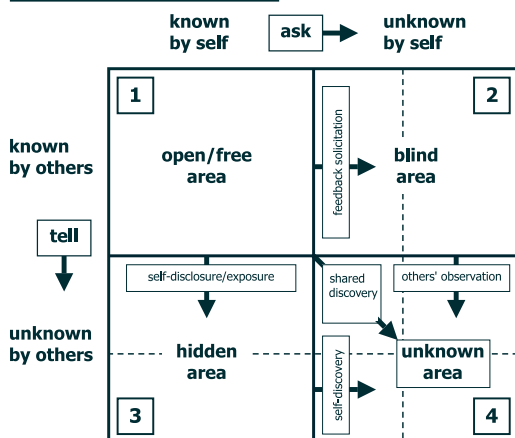 known
by self
ask
unknown
by self
1
2
known
by others
open/free
area
feedback solicitation
blind
area
tell
self-disclosure/exposure
shared
discovery
others' observation
unknown
by others
hidden
area
self-discovery
unknown
area
3
4